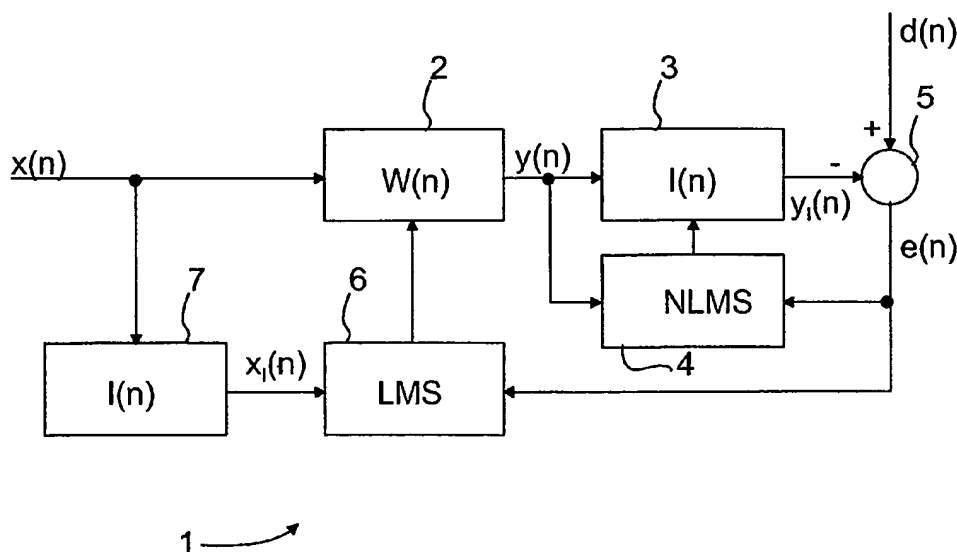 d(n)
2
3
5
+
x(n)
W(n)
y(n)
I(n)
-
yI(n)
e(n)
7
6
NLMS
I(n)
xI(n)
LMS
4
1